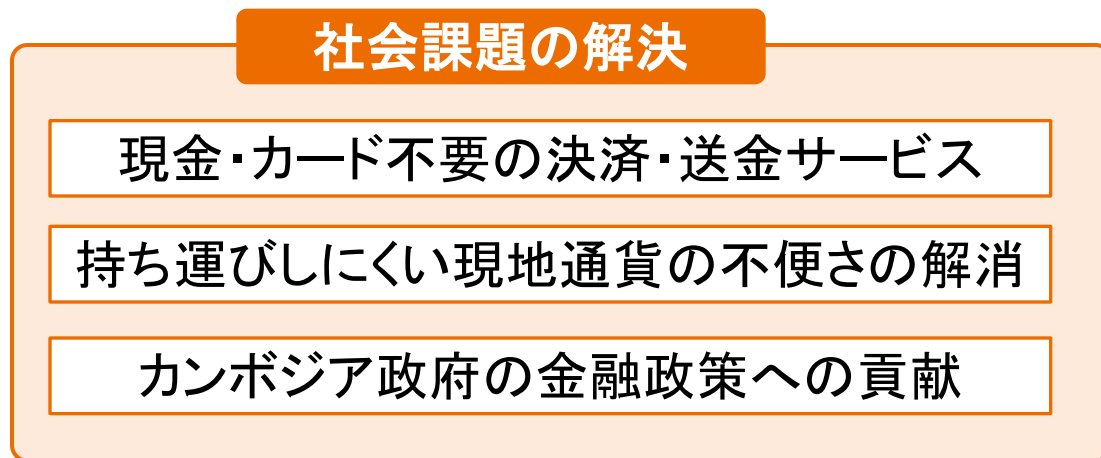 社会課題の解決
現金・カード不要の決済・送金サービス
持ち運びしにくい現地通貨の不便さの解消
カンボジア政府の金融政策への貢献